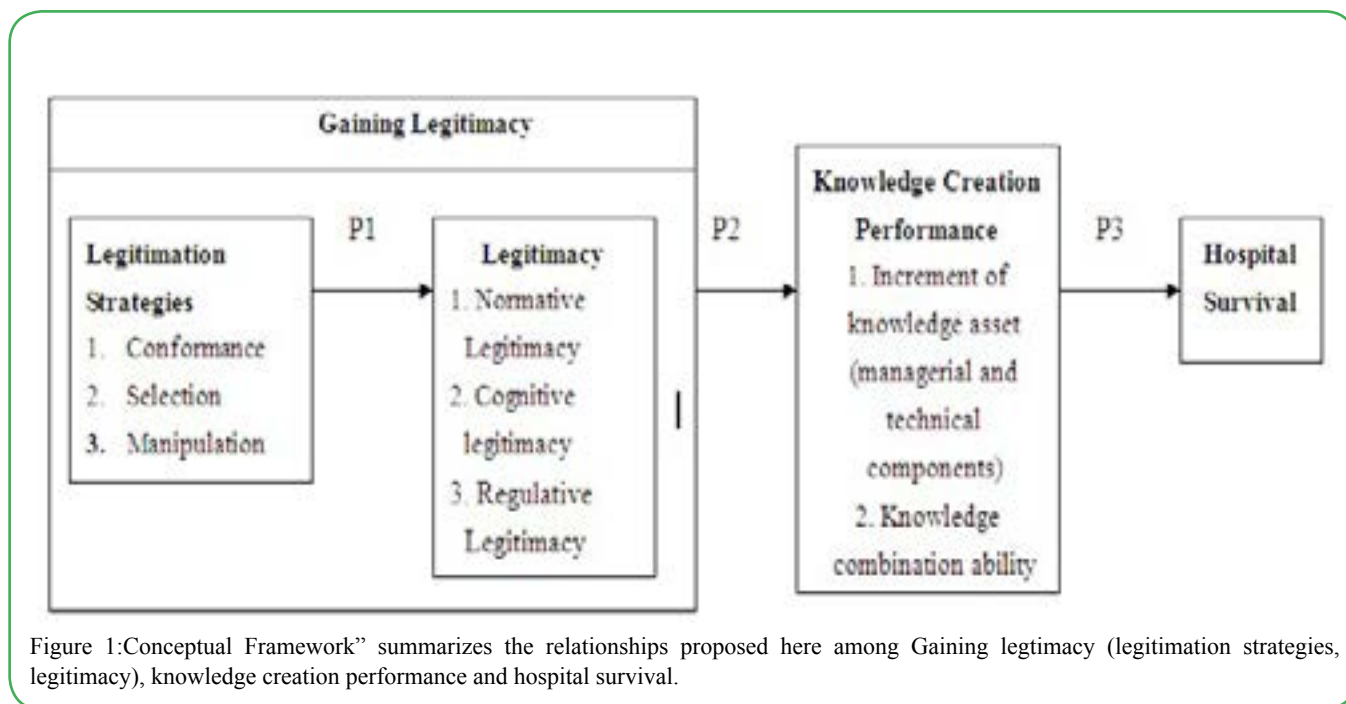 Gaining Legitimacy
Legitimation
Strategies
1. Conformance
2. Selection
3. Manipulation
P1
Legitimacy
1. Normative
Legitimacy
2. Cognitive
legitimacy
3. Regulative
Legitimacy
P2
Knowledge Creation
Performance
1. Increment of
knowledge asset
(managerial and
technical
components)
2. Knowledge
combination ability
P3
Hospital
Survival
Figure 1:Conceptual Framework” summarizes the relationships proposed here among Gaining legtimacy (legitimation strategies,
legitimacy), knowledge creation performance and hospital survival.